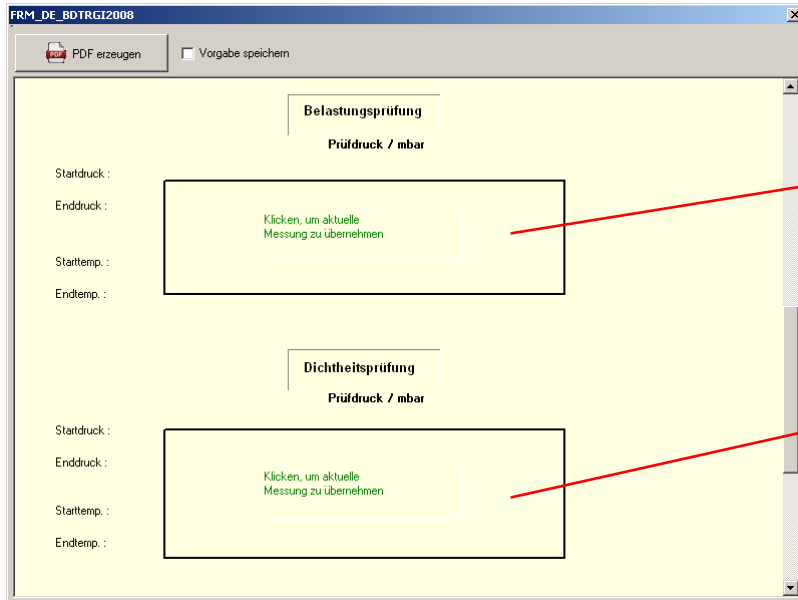 FRM_DE_BDTRGI2008
PDF erzeugen
Vorgabe speichern
Belastungsprüfung
Prüfdruck / mbar
Startdruck :
Enddruck :
Klicken, um aktuelle
Messung zu übernehmen
Starttemp. :
Endtemp. :
Dichtheitsprüfung
Prüfdruck / mbar
Startdruck :
Enddruck :
Klicken, um aktuelle
Messung zu übernehmen
Starttemp. :
Endtemp. :